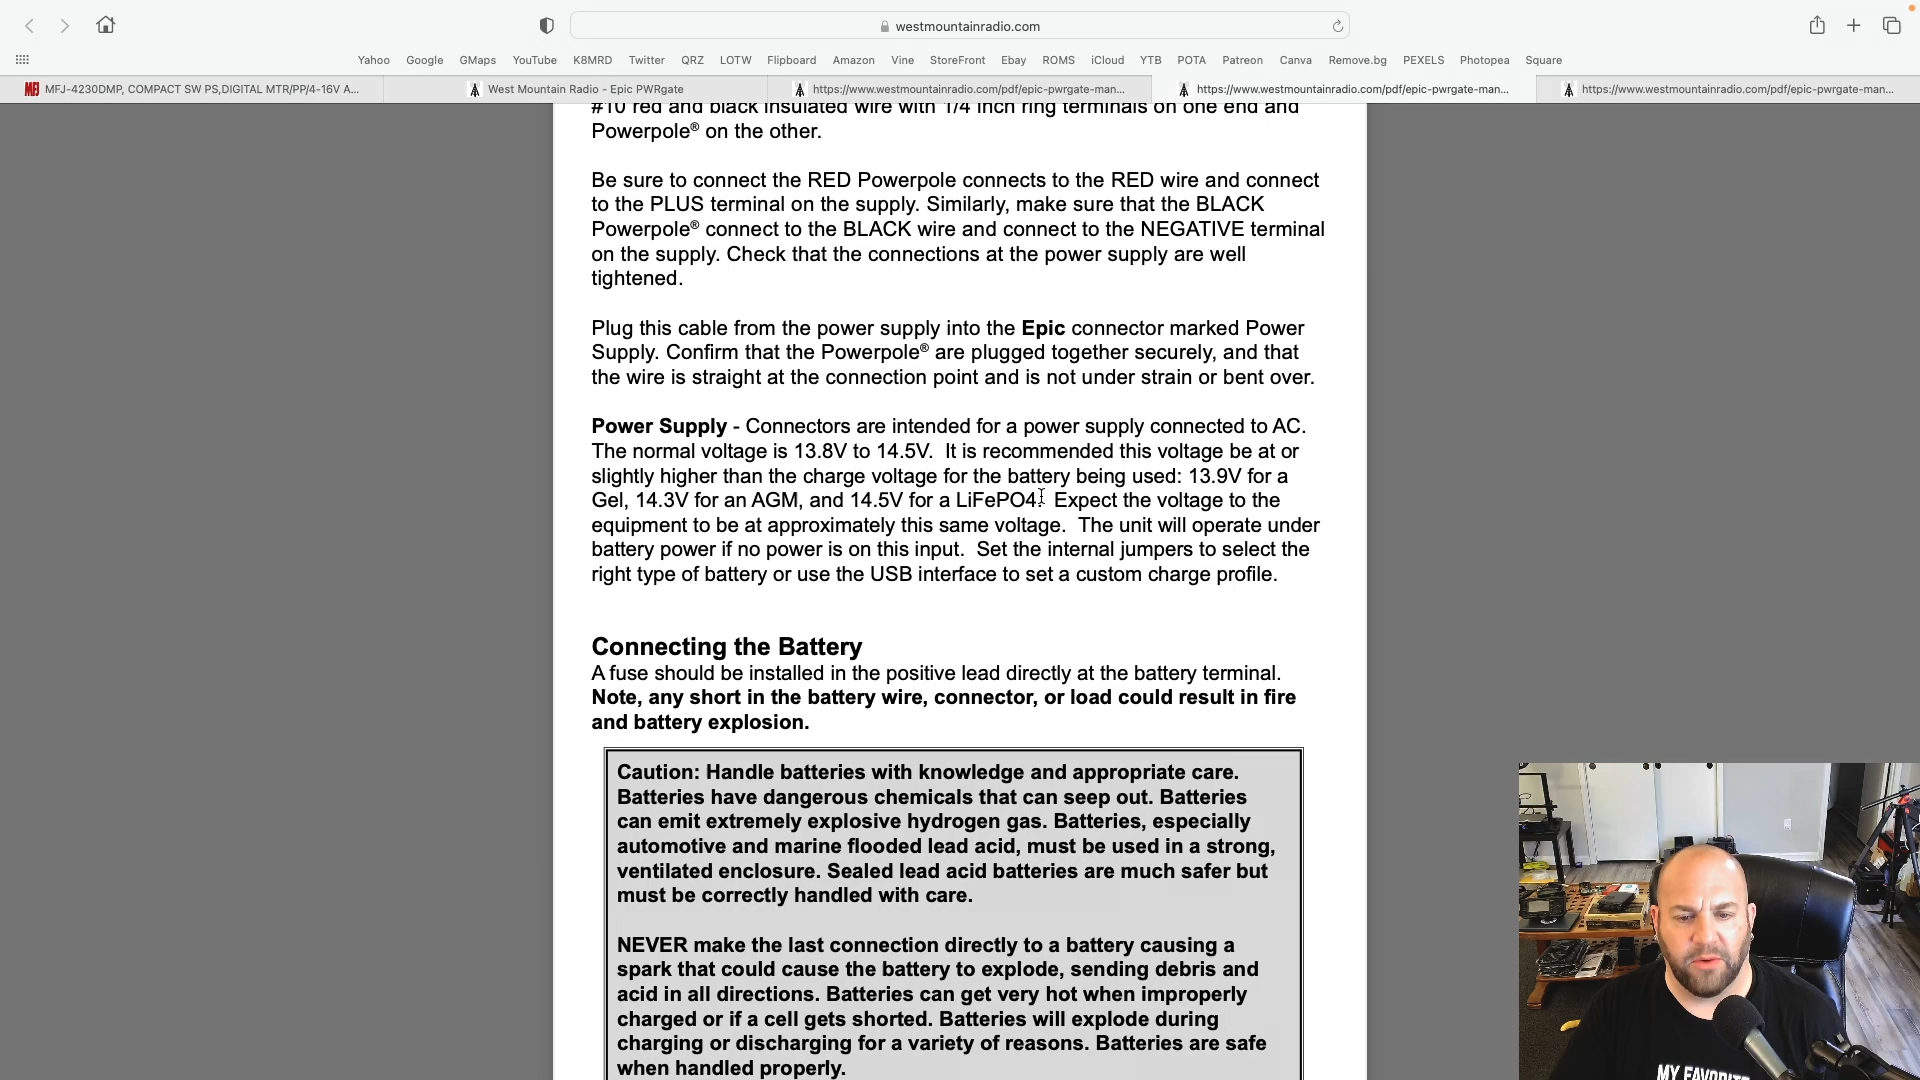 westmountainradio.com
Yahoo Google GMaps YouTube K8MRD Twitter QRZ LOTW Flipboard Amazon Vine StoreFront Ebay ROMS iCloud YTB POTA Patreon Canva Remove.bg PEXELS Photopea Square
MFJ MFJ-4230DMP, COMPACT SW PS,DIGITAL MTR/PP/4-16V A...
West Mountain Radio - Epic PWRgate
https://www.westmountainradio.com/pdf/epic-pwrgate-man...
https://www.westmountainradio.com/pdf/epic-pwrgate-man...
https://www.westmountainradio.com/pdf/epic-pwrgate-man...
#10 red and black insulated wire with 1/4 inch ring terminals on one end and
Powerpole® on the other.
Be sure to connect the RED Powerpole connects to the RED wire and connect
to the PLUS terminal on the supply. Similarly, make sure that the BLACK
Powerpole® connect to the BLACK wire and connect to the NEGATIVE terminal
on the supply. Check that the connections at the power supply are well
tightened.
Plug this cable from the power supply into the Epic connector marked Power
Supply. Confirm that the Powerpole® are plugged together securely, and that
the wire is straight at the connection point and is not under strain or bent over.
Power Supply - Connectors are intended for a power supply connected to AC.
The normal voltage is 13.8V to 14.5V. It is recommended this voltage be at or
slightly higher than the charge voltage for the battery being used: 13.9V for a
Gel, 14.3V for an AGM, and 14.5V for a LiFePO4. Expect the voltage to the
equipment to be at approximately this same voltage. The unit will operate under
battery power if no power is on this input. Set the internal jumpers to select the
right type of battery or use the USB interface to set a custom charge profile.
Connecting the Battery
A fuse should be installed in the positive lead directly at the battery terminal.
Note, any short in the battery wire, connector, or load could result in fire
and battery explosion.
Caution: Handle batteries with knowledge and appropriate care.
Batteries have dangerous chemicals that can seep out. Batteries
can emit extremely explosive hydrogen gas. Batteries, especially
automotive and marine flooded lead acid, must be used in a strong,
ventilated enclosure. Sealed lead acid batteries are much safer but
must be correctly handled with care.
NEVER make the last connection directly to a battery causing a
spark that could cause the battery to explode, sending debris and
acid in all directions. Batteries can get very hot when improperly
charged or if a cell gets shorted. Batteries will explode during
charging or discharging for a variety of reasons. Batteries are safe
when handled properly.
MY FAVORITE